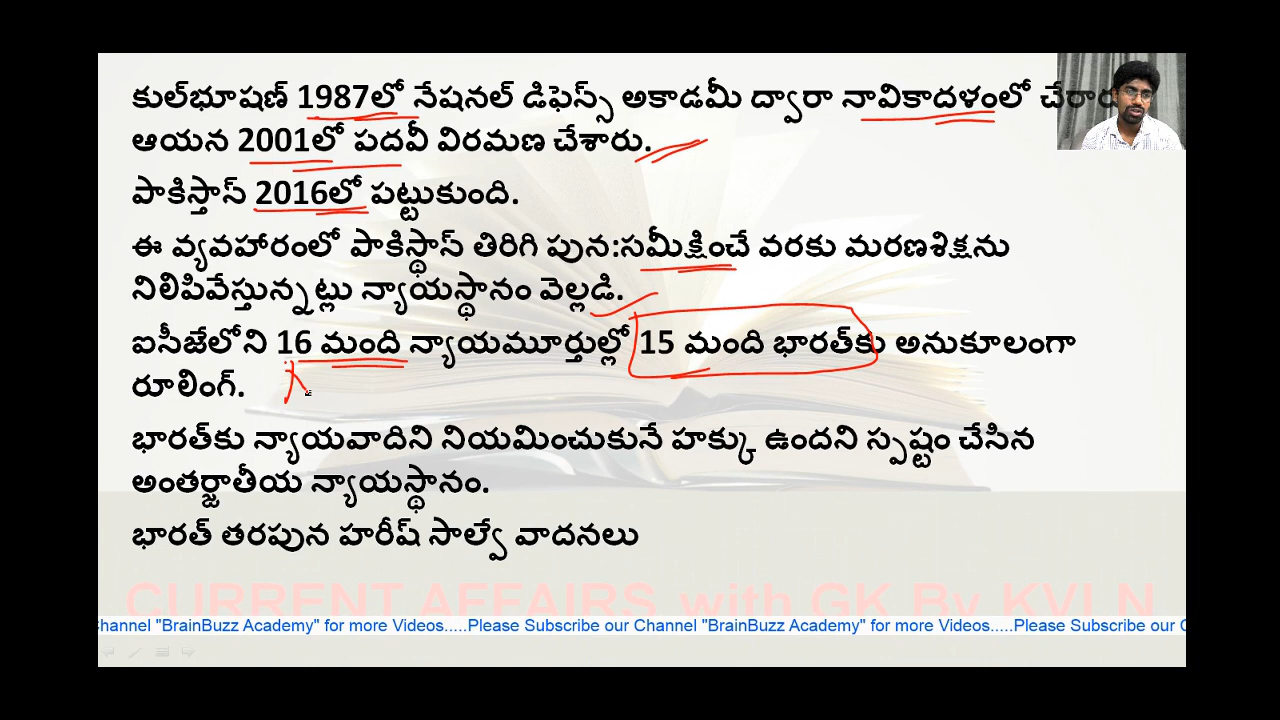 కుల్‌భూషణ్ 1987లో నేషనల్ డిఫెన్స్ అకాడమీ ద్వారా నావికాదళంలో
ఆయన 2001లో పదవీ విరమణ చేశారు.
పాకిస్తాన్ 2016లో పట్టుకుంది.
ఈ వ్యవహారంలో పాకిస్థాన్ తిరిగి పున:సమీక్షించే వరకు మరణశిక్షను
నిలిపివేస్తున్నట్లు న్యాయస్థానం వెల్లడి.
ఐసీజేలోని 16 మంది న్యాయమూర్తుల్లో 15 మంది భారత్‌కు అనుకూలంగా
రూలింగ్.
భారత్‌కు న్యాయవాదిని నియమించుకునే హక్కు ఉందని స్పష్టం చేసిన
అంతర్జాతీయ న్యాయస్థానం.
భారత్ తరపున హరీష్ సాల్వే వాదనలు
CURRENT AFFAIRS with GK By KVLN
Channel "BrainBuzz Academy" for more Videos.....Please Subscribe our Channel "BrainBuzz Academy" for more Videos.....Please Subscribe our C